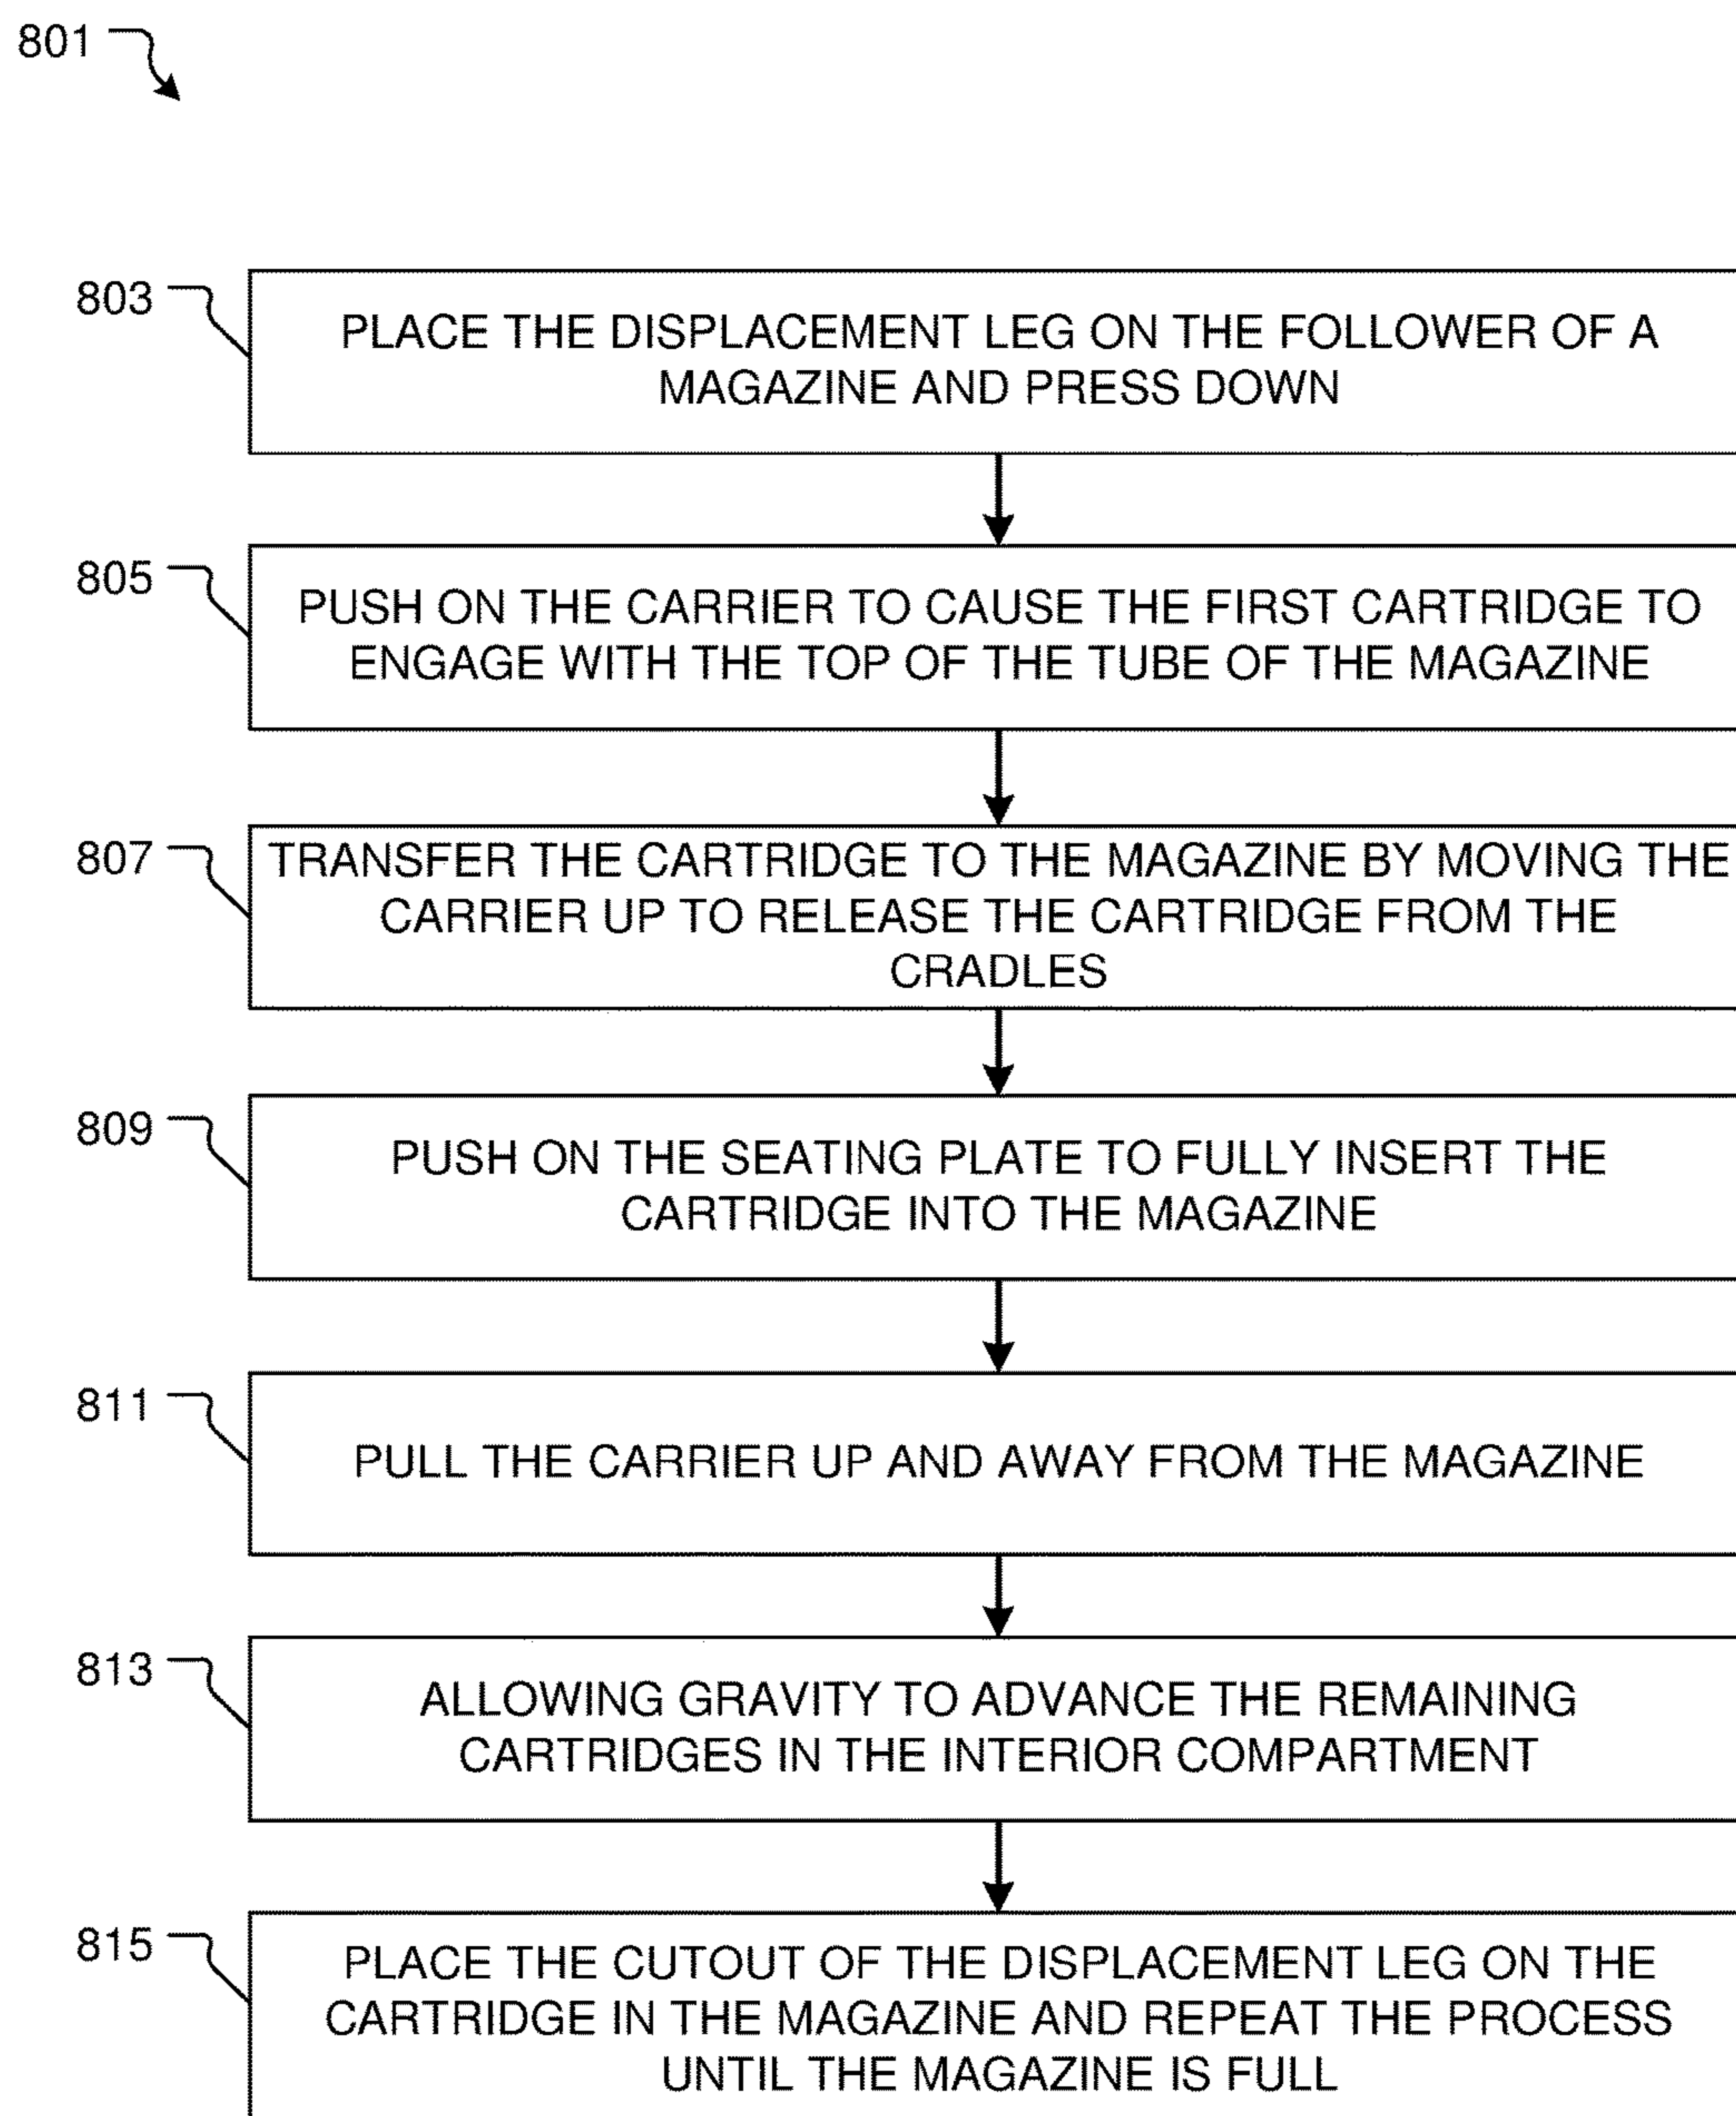 801
803
PLACE THE DISPLACEMENT LEG ON THE FOLLOWER OF A
MAGAZINE AND PRESS DOWN
805
PUSH ON THE CARRIER TO CAUSE THE FIRST CARTRIDGE TO
ENGAGE WITH THE TOP OF THE TUBE OF THE MAGAZINE
807
TRANSFER THE CARTRIDGE TO THE MAGAZINE BY MOVING THE
CARRIER UP TO RELEASE THE CARTRIDGE FROM THE
CRADLES
809
PUSH ON THE SEATING PLATE TO FULLY INSERT THE
CARTRIDGE INTO THE MAGAZINE
811
PULL THE CARRIER UP AND AWAY FROM THE MAGAZINE
813
ALLOWING GRAVITY TO ADVANCE THE REMAINING
CARTRIDGES IN THE INTERIOR COMPARTMENT
815
PLACE THE CUTOUT OF THE DISPLACEMENT LEG ON THE
CARTRIDGE IN THE MAGAZINE AND REPEAT THE PROCESS
UNTIL THE MAGAZINE IS FULL